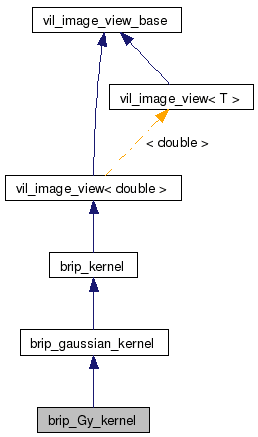 vil_image_view_base
vil_image_view< T >
< double >
vil_image_view< double >
brip_kernel
brip_gaussian_kernel
brip_Gy_kernel